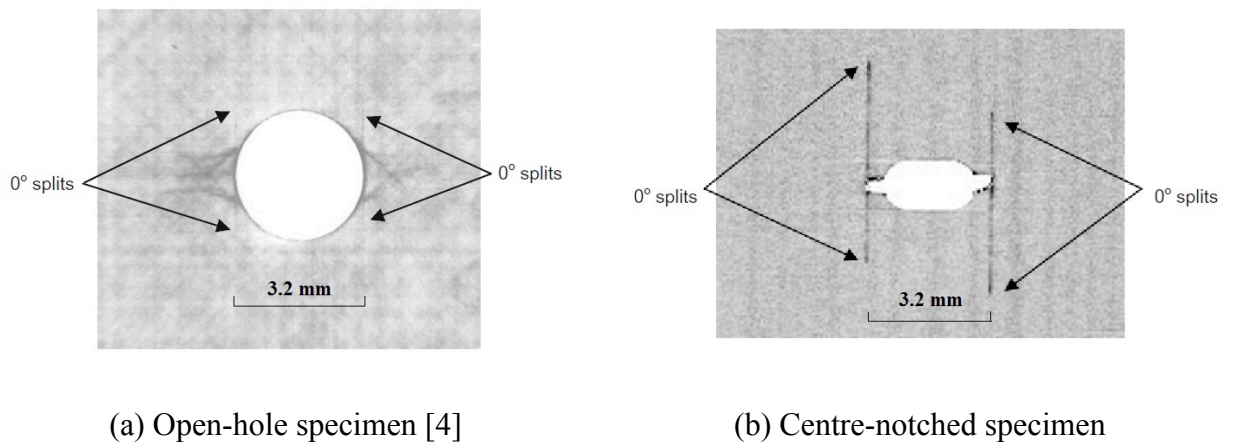 0° splits
0° splits
3.2 mm
(a) Open-hole specimen [4]
0° splits
0° splits
3.2 mm
(b) Centre-notched specimen